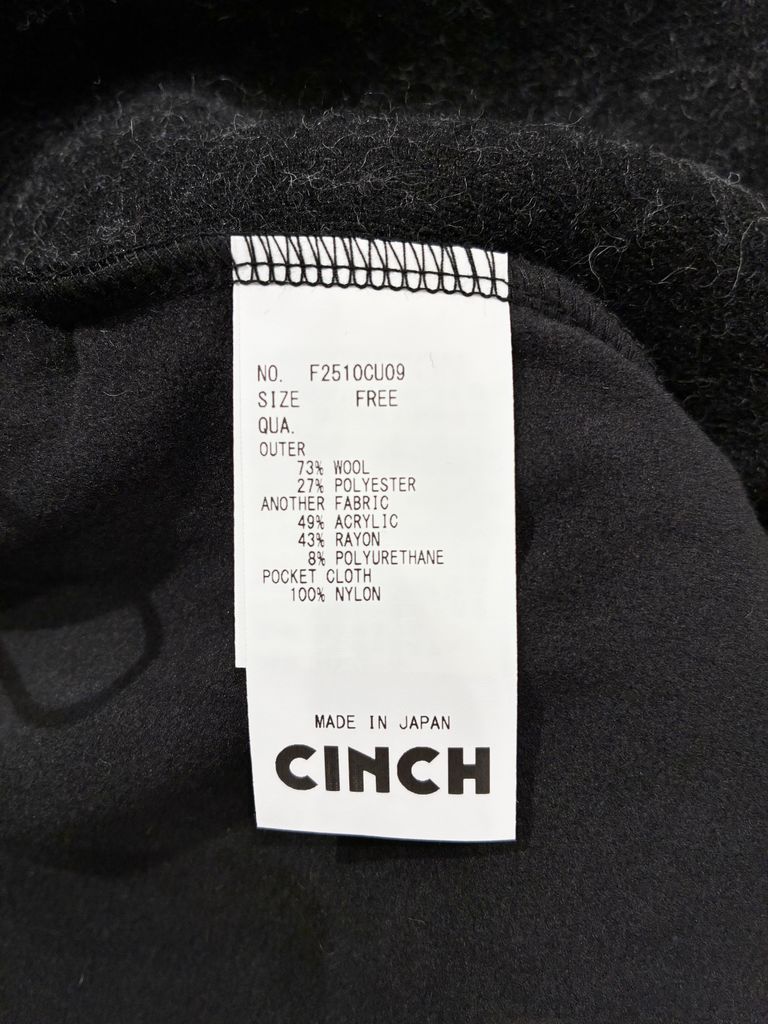 NO. F2510CU09
SIZE FREE
QUA.
OUTER
73% WOOL
27% POLYESTER
ANOTHER FABRIC
49% ACRYLIC
43% RAYON
8% POLYURETHANE
POCKET CLOTH
100% NYLON
MADE IN JAPAN
CINCH